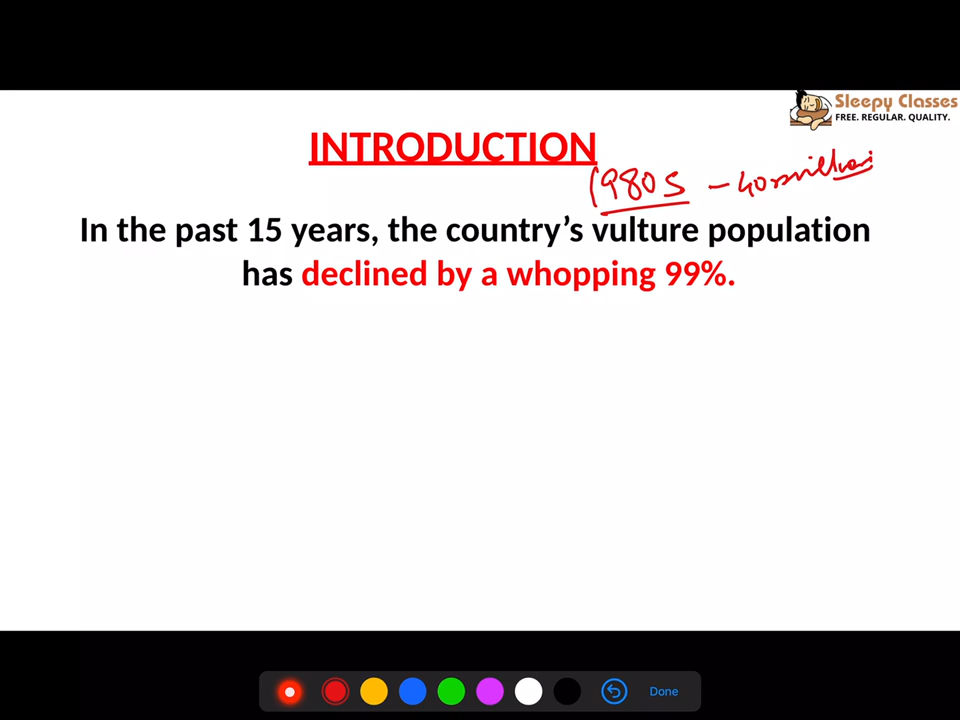 Sleepy Classes
FREE. REGULAR. QUALITY.
INTRODUCTION
1980s - 40 million
In the past 15 years, the country’s vulture population
has declined by a whopping 99%.
Done